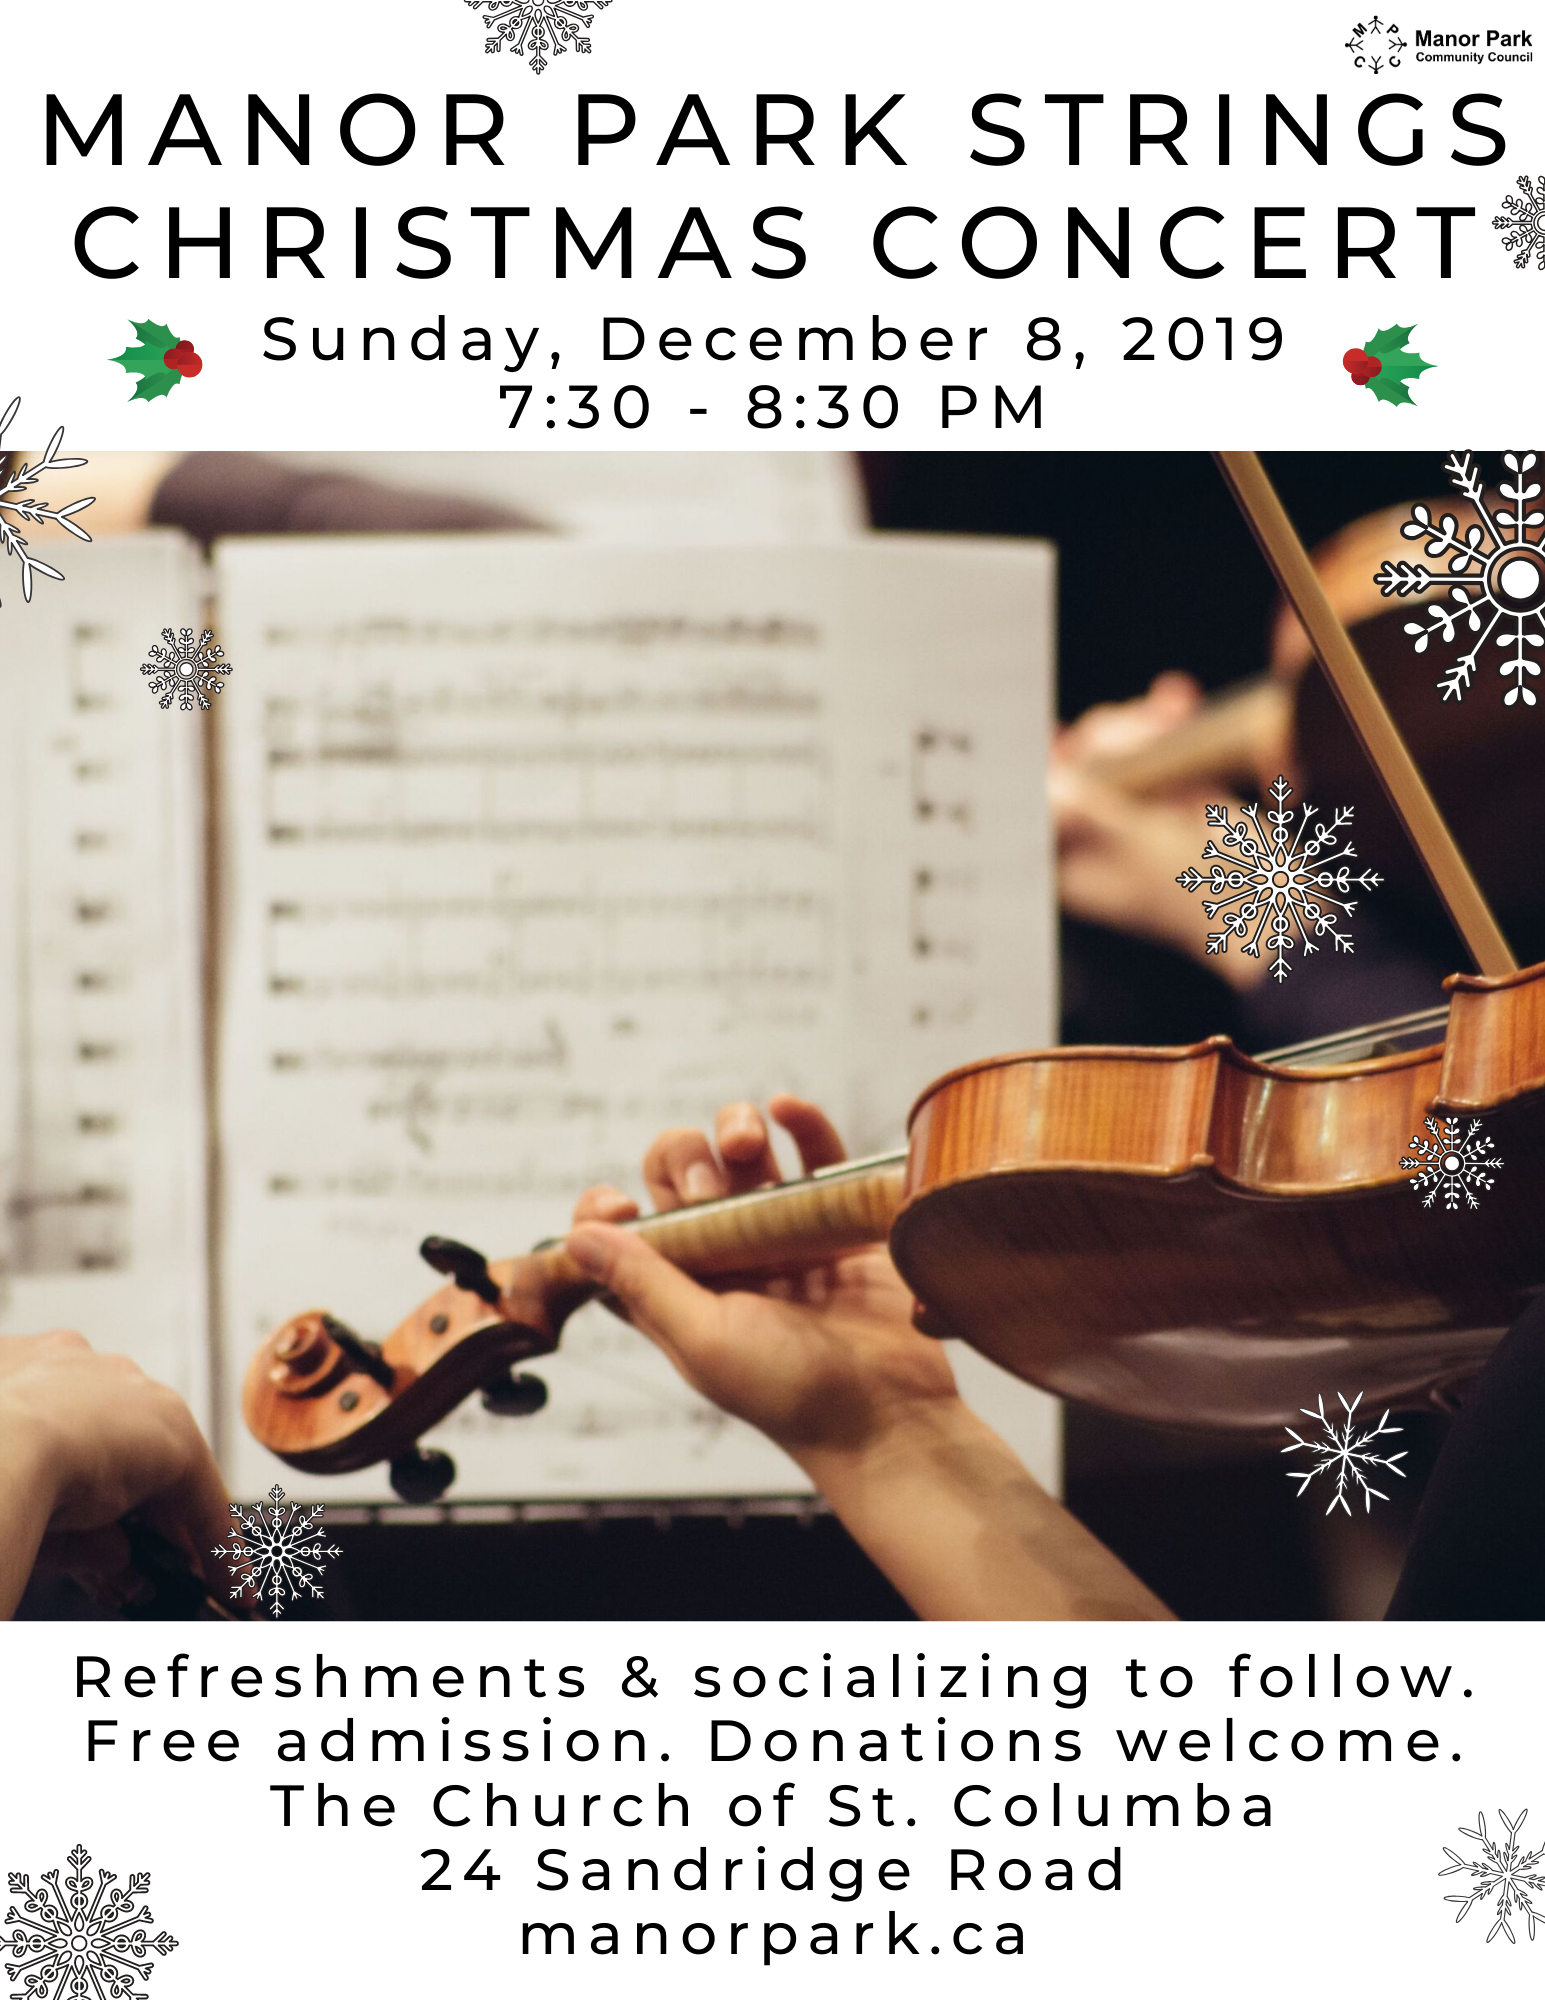 Manor Park
Community Council
MANOR PARK STRINGS
CHRISTMAS CONCERT
Sunday, December 8, 2019
7:30 - 8:30 PM
Refreshments & socializing to follow.
Free admission. Donations welcome.
The Church of St. Columba
24 Sandridge Road
manorpark.ca